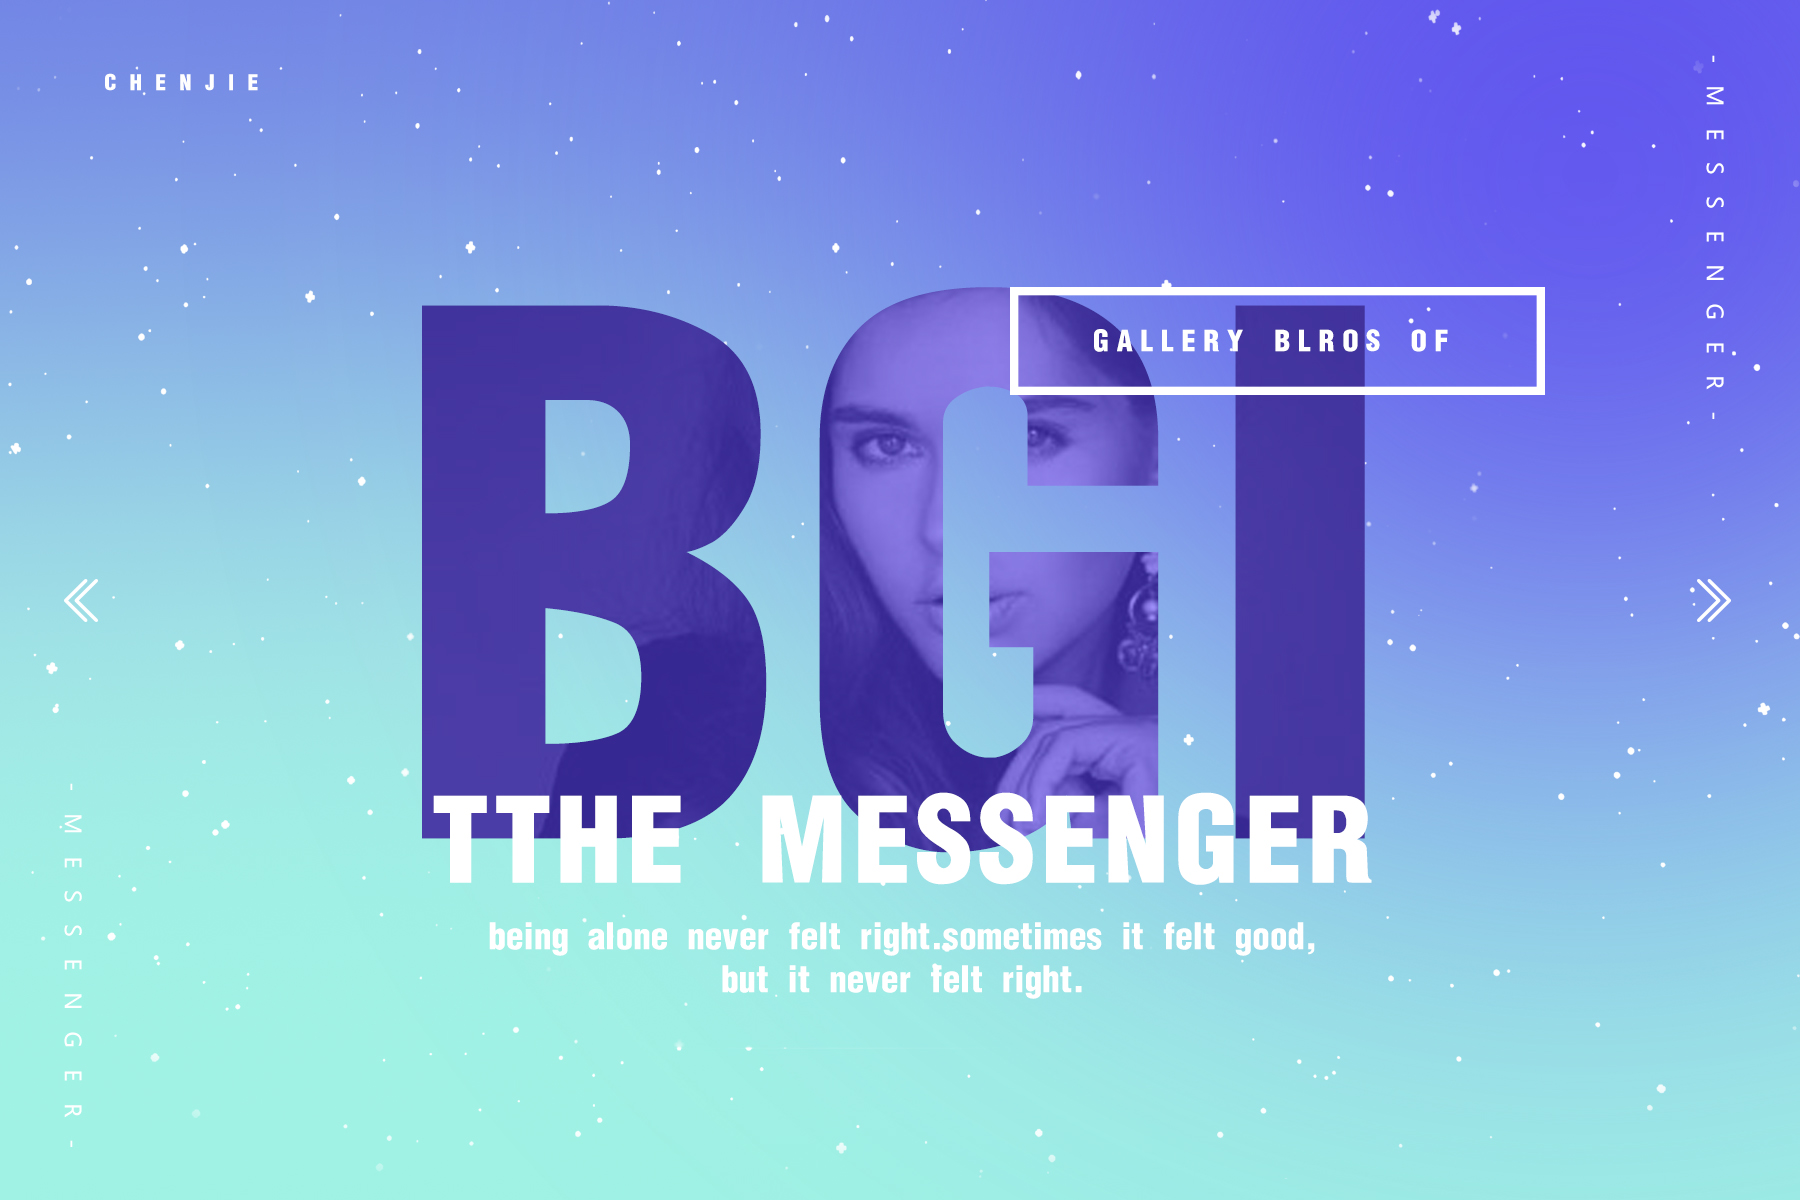 CHENJIE
-MESSENGER-
BGI
GALLERY BLROS OF
TTHE MESSENGER
being alone never felt right.sometimes it felt good,
but it never felt right.
-MESSENGER-